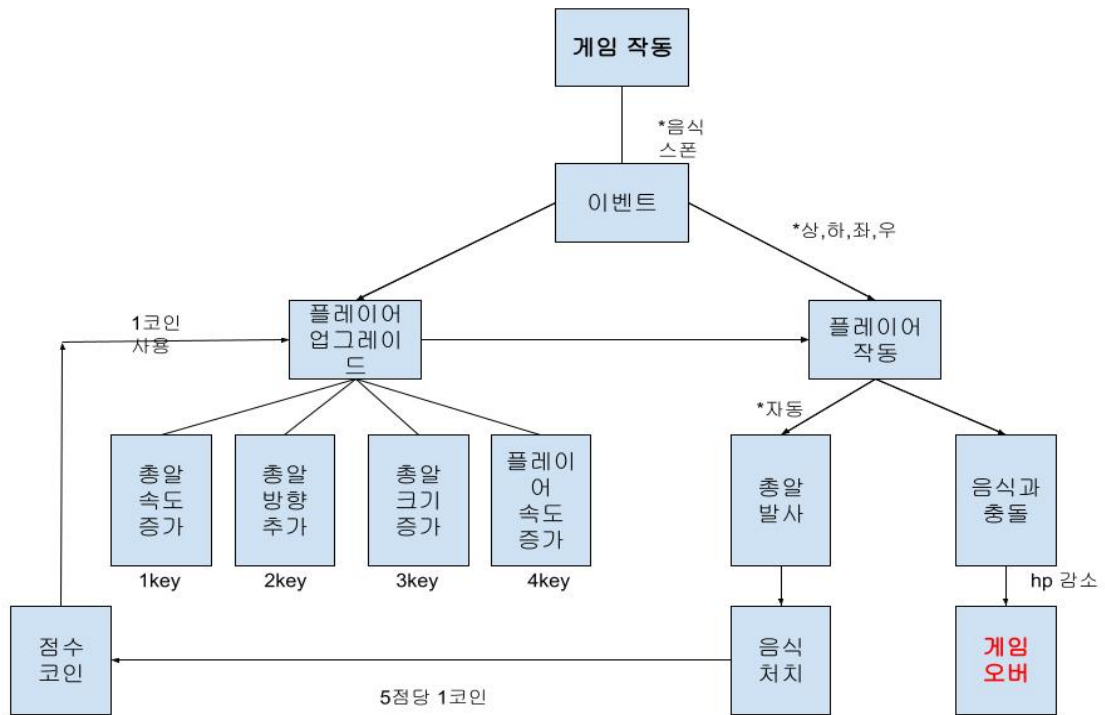 게임 작동
*음식
스폰
이벤트
*상,하,좌,우
1코인
사용
플레이어
업그레이
드
플레이어
작동
*자동
총알
속도
증가
총알
방향
추가
총알
크기
증가
플레이
어
속도
증가
총알
발사
음식과
충돌
1key
2key
3key
4key
hp 감소
점수
코인
음식
처치
게임
오버
5점당 1코인